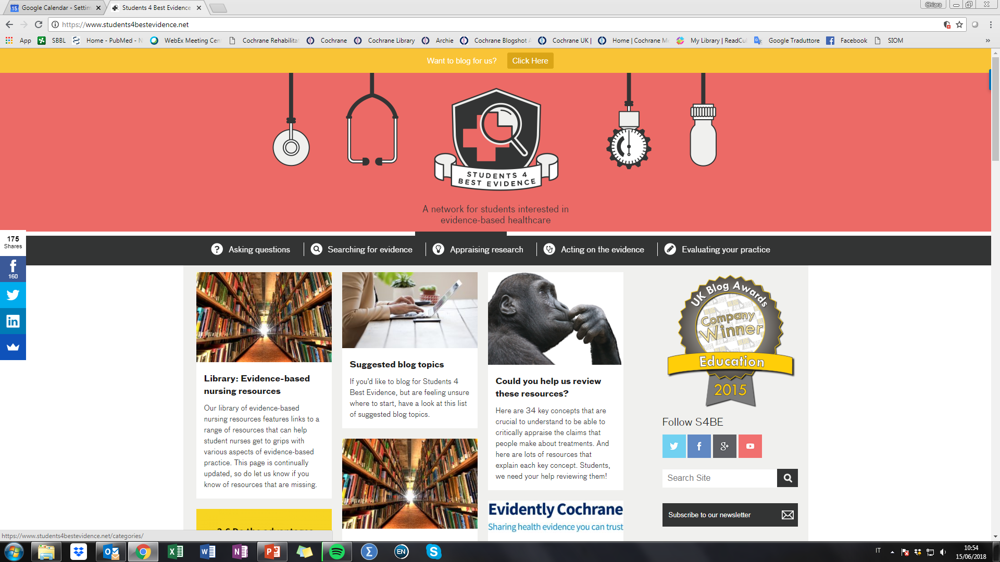 15 Google Calendar - Settim
Students 4 Best Evidence
Chiara
https://www.students4bestevidence.net
App
SBBL
Home - PubMed - N
WebEx Meeting Cen
Cochrane Rehabilita
Cochrane
Cochrane Library
Archie
Cochrane Blogshot A
Cochrane UK |
Home | Cochrane M
My Library | ReadCu
Google Traduttore
Facebook
SIOM
»
Want to blog for us?
Click Here
STUDENTS 4
BEST EVIDENCE
A network for students interested in
evidence-based healthcare
175
Shares
160
Asking questions
Searching for evidence
Appraising research
Acting on the evidence
Evaluating your practice
Library: Evidence-based
nursing resources
Our library of evidence-based
nursing resources features links to a
range of resources that can help
student nurses get to grips with
various aspects of evidence-based
practice. This page is continually
updated, so do let us know if you
know of resources that are missing.
Suggested blog topics
If you'd like to blog for Students 4
Best Evidence, but are feeling unsure
where to start, have a look at this list
of suggested blog topics.
Could you help us review
these resources?
Here are 34 key concepts that are
crucial to understand to be able to
critically appraise the claims that
people make about treatments. And
here are lots of resources that
explain each key concept. Students,
we need your help reviewing them!
Evidently Cochrane
Sharing health evidence you can trust
UK Blog Awards
Company
Winner
Education
2015
Follow S4BE
Search Site
Subscribe to our newsletter
https://www.students4bestevidence.net/categories/
EN
IT
10:54
15/06/2018